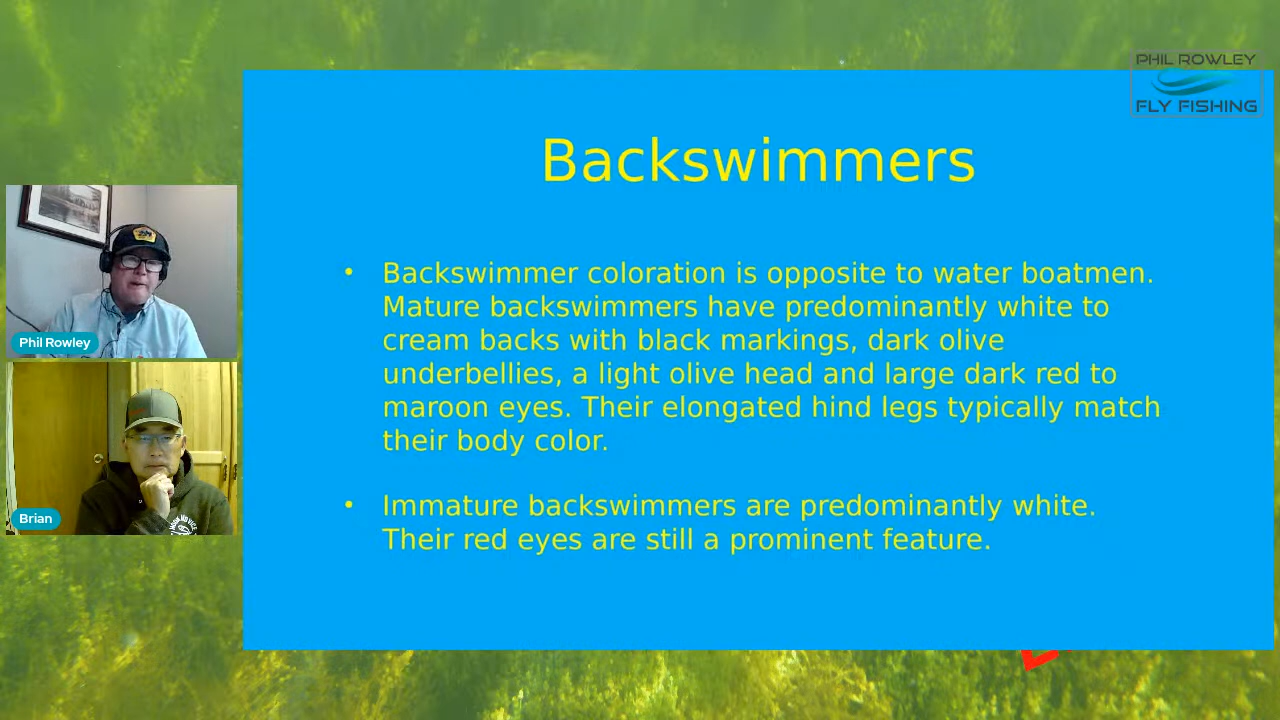 PHIL ROWLEY
FLY FISHING
Backswimmers
• Backswimmer coloration is opposite to water boatmen.
Mature backswimmers have predominantly white to
cream backs with black markings, dark olive
underbellies, a light olive head and large dark red to
maroon eyes. Their elongated hind legs typically match
their body color.
• Immature backswimmers are predominantly white.
Their red eyes are still a prominent feature.
Phil Rowley
Brian